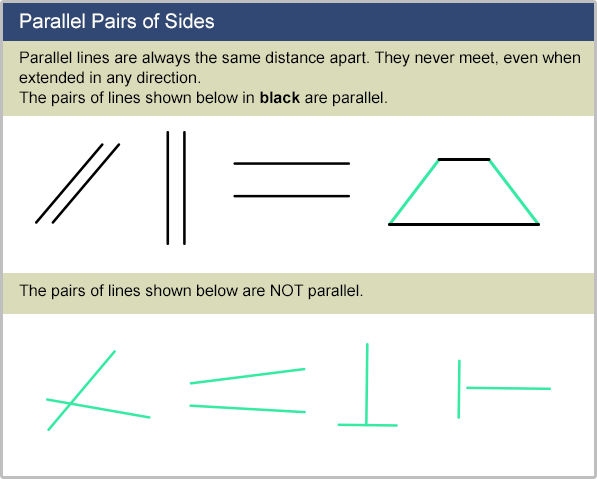 Parallel Pairs of Sides
Parallel lines are always the same distance apart. They never meet, even when
extended in any direction.
The pairs of lines shown below in black are parallel.
The pairs of lines shown below are NOT parallel.